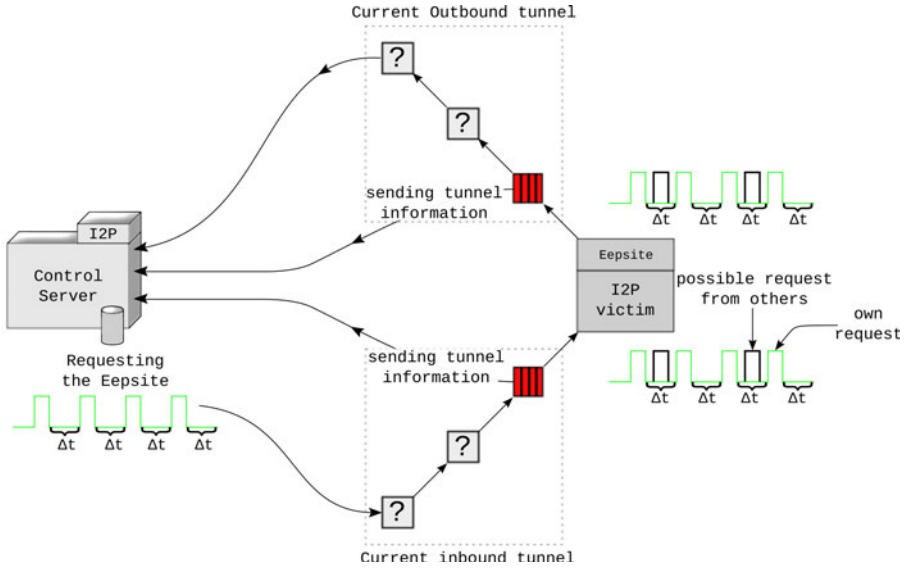 Current Outbound tunnel
?
?
sending tunnel
information
Δt Δt Δt Δt
I2P
Control
Server
Eepsite
I2P
victim
possible request
from others
own
request
Requesting
the Eepsite
sending tunnel
information
Δt Δt Δt Δt
Δt Δt Δt Δt
?
?
Current inbound tunnel